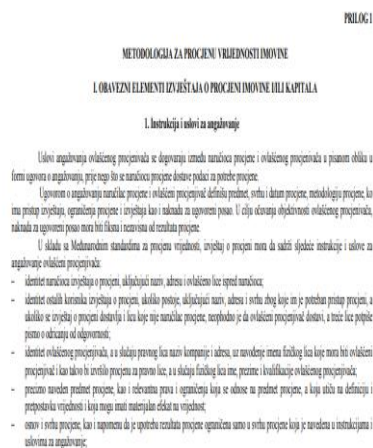 PRILOG 1
METODOLOGIJA ZA PROCJENU VRIJEDNOSTI IMOVINE
I. OBAVEZNI ELEMENTI IZVJEŠTAJA O PROCJENI IMOVINE I/ILI KAPITALA
1. Instrukcija i uslovi za angažovanje
Uslovi angažovanja ovlašćenog procjenjivača se dogovaraju između naručioca procjene i ovlašćenog procjenjivača u pisanom obliku u
formi ugovora o angažovanju, prije nego što se naručiocu procjene dostave podaci za potrebe procjene.
Ugovorom o angažovanju naručilac procjene i ovlašćeni procjenjivač definišu predmet, svrhu i datum procjene, metodologiju procjene, ko
ima pristup izvještaju, ograničenja procjene i izvještaja kao i naknadu za ugovoreni posao. U cilju očuvanja objektivnosti ovlašćenog procjenjivača,
naknada za ugovoreni posao mora biti fiksna i nezavisna od rezultata procjene.
U skladu sa Međunarodnim standardima za procjenu vrijednosti, izvještaj o procjeni mora da sadrži sljedeće instrukcije i uslove za
angažovanje ovlašćeni procjenjivača:
- identitet naručioca izvještaja o procjeni, uključujući naziv, adresu i ovlašćeno lice ispred naručioca;
- identitet ostalih korisnika izvještaja o procjeni, ukoliko postoje, uključujući naziv, adresu i svrhu zbog koje im je potreban pristup procjeni, a
ukoliko se izvještaj o procjeni dostavlja i licu koje nije naručilac procjene, neophodno je da ovlašćeni procjenjivač dostavi, a treće lice potpiše
pismo o odricanju od odgovornosti;
- identitet ovlašćenog procjenjivača, a u slučaju pravnog lica naziv kompanije i adresa, uz navođenje imena fizičkog lica koje mora biti ovlašćeni
procjenjivač i kao takvo bi izvršilo procjenu za pravno lice, a u slučaju fizičkog lica ime, prezime i kvalifikacije ovlašćenog procjenjivača;
- precizno naveden predmet procjene, kao i relevantna prava i ograničenja koja se odnose na predmet procjene, a koja utiču na definiciju i
pretpostavku vrijednosti i koja mogu imati materijalan efekat na vrijednost;
- osnov i svrhu procjene, kao i napomenu da je upotreba rezultata procjene ograničena samo u svrhu procjene koja je navedena u instrukcijama i
uslovima za angažovanje;